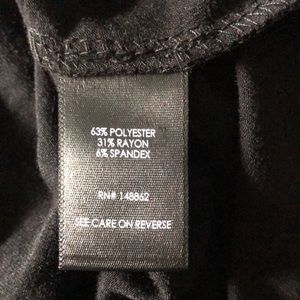 63% POLYESTER
31% RAYON
6% SPANDEX
RN# 148862
SEE CARE ON REVERSE